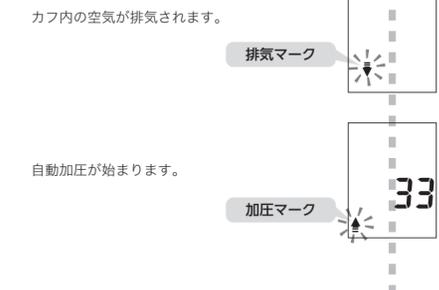 カフ内の空気が排気されます。
排気マーク
自動加圧が始まります。
33
加圧マーク